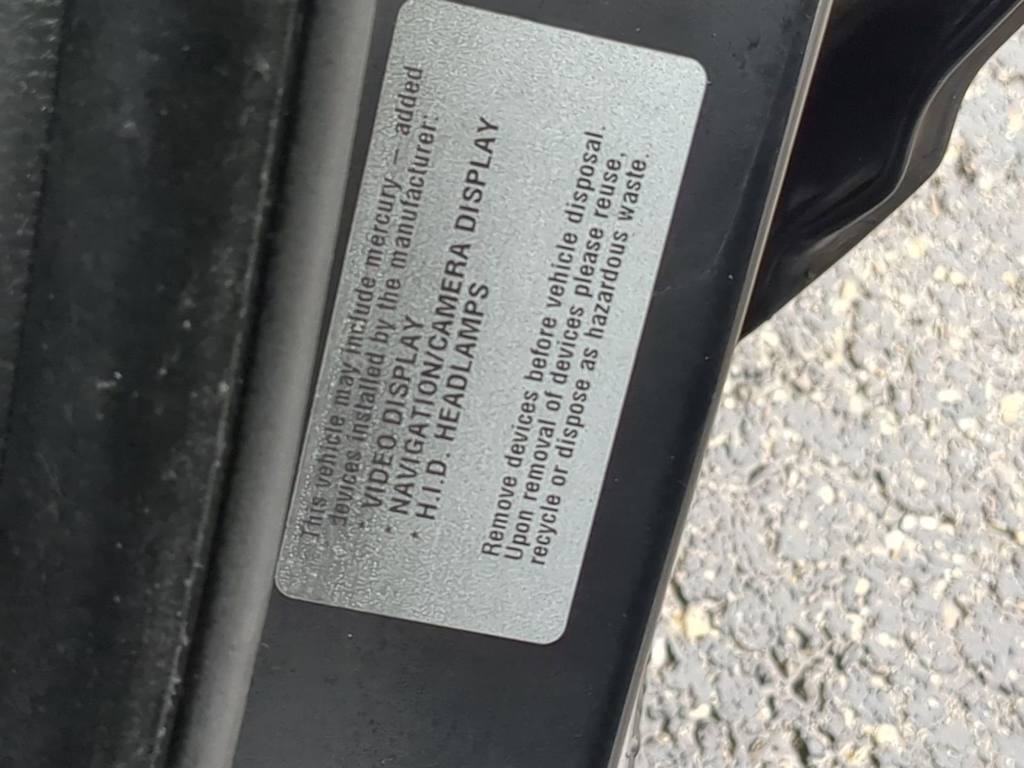 This vehicle may include mercury – added
devices installed by the manufacturer:
* VIDEO DISPLAY
* NAVIGATION/CAMERA DISPLAY
* H.I.D. HEADLAMPS
Remove devices before vehicle disposal.
Upon removal of devices please reuse,
recycle or dispose as hazardous waste.